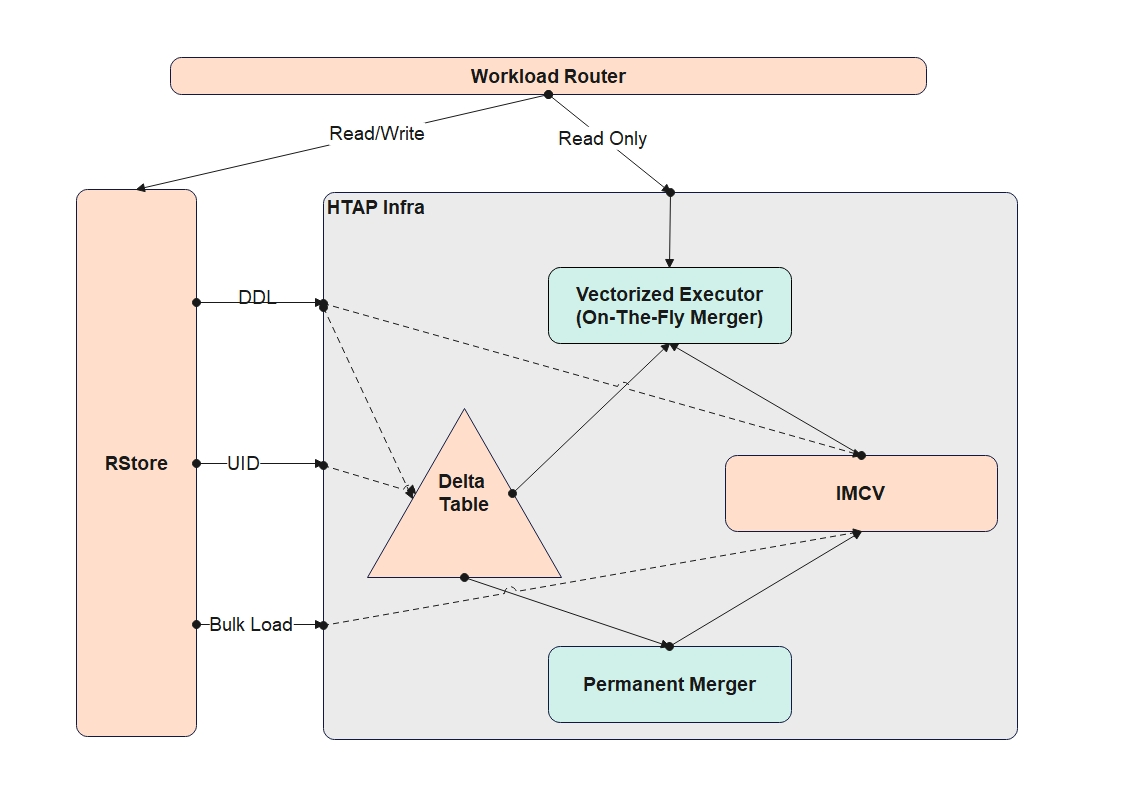 Workload Router
Read/Write
Read Only
HTAP Infra
DDL
Vectorized Executor
(On-The-Fly Merger)
RStore
UID
Delta
Table
IMCV
Bulk Load
Permanent Merger